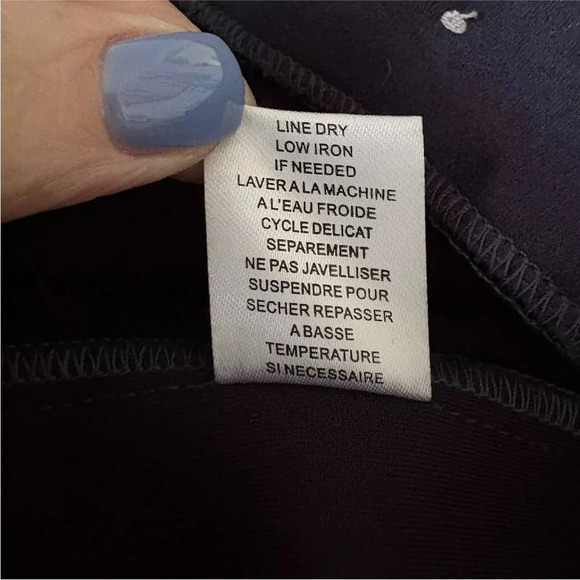 LINE DRY
LOW IRON
IF NEEDED
LAVER A LA MACHINE
A L'EAU FROIDE
CYCLE DELICAT
SEPAREMENT
NE PAS JAVELLISER
SUSPENDRE POUR
SECHER REPASSER
A BASSE
TEMPERATURE
SI NECESSAIRE